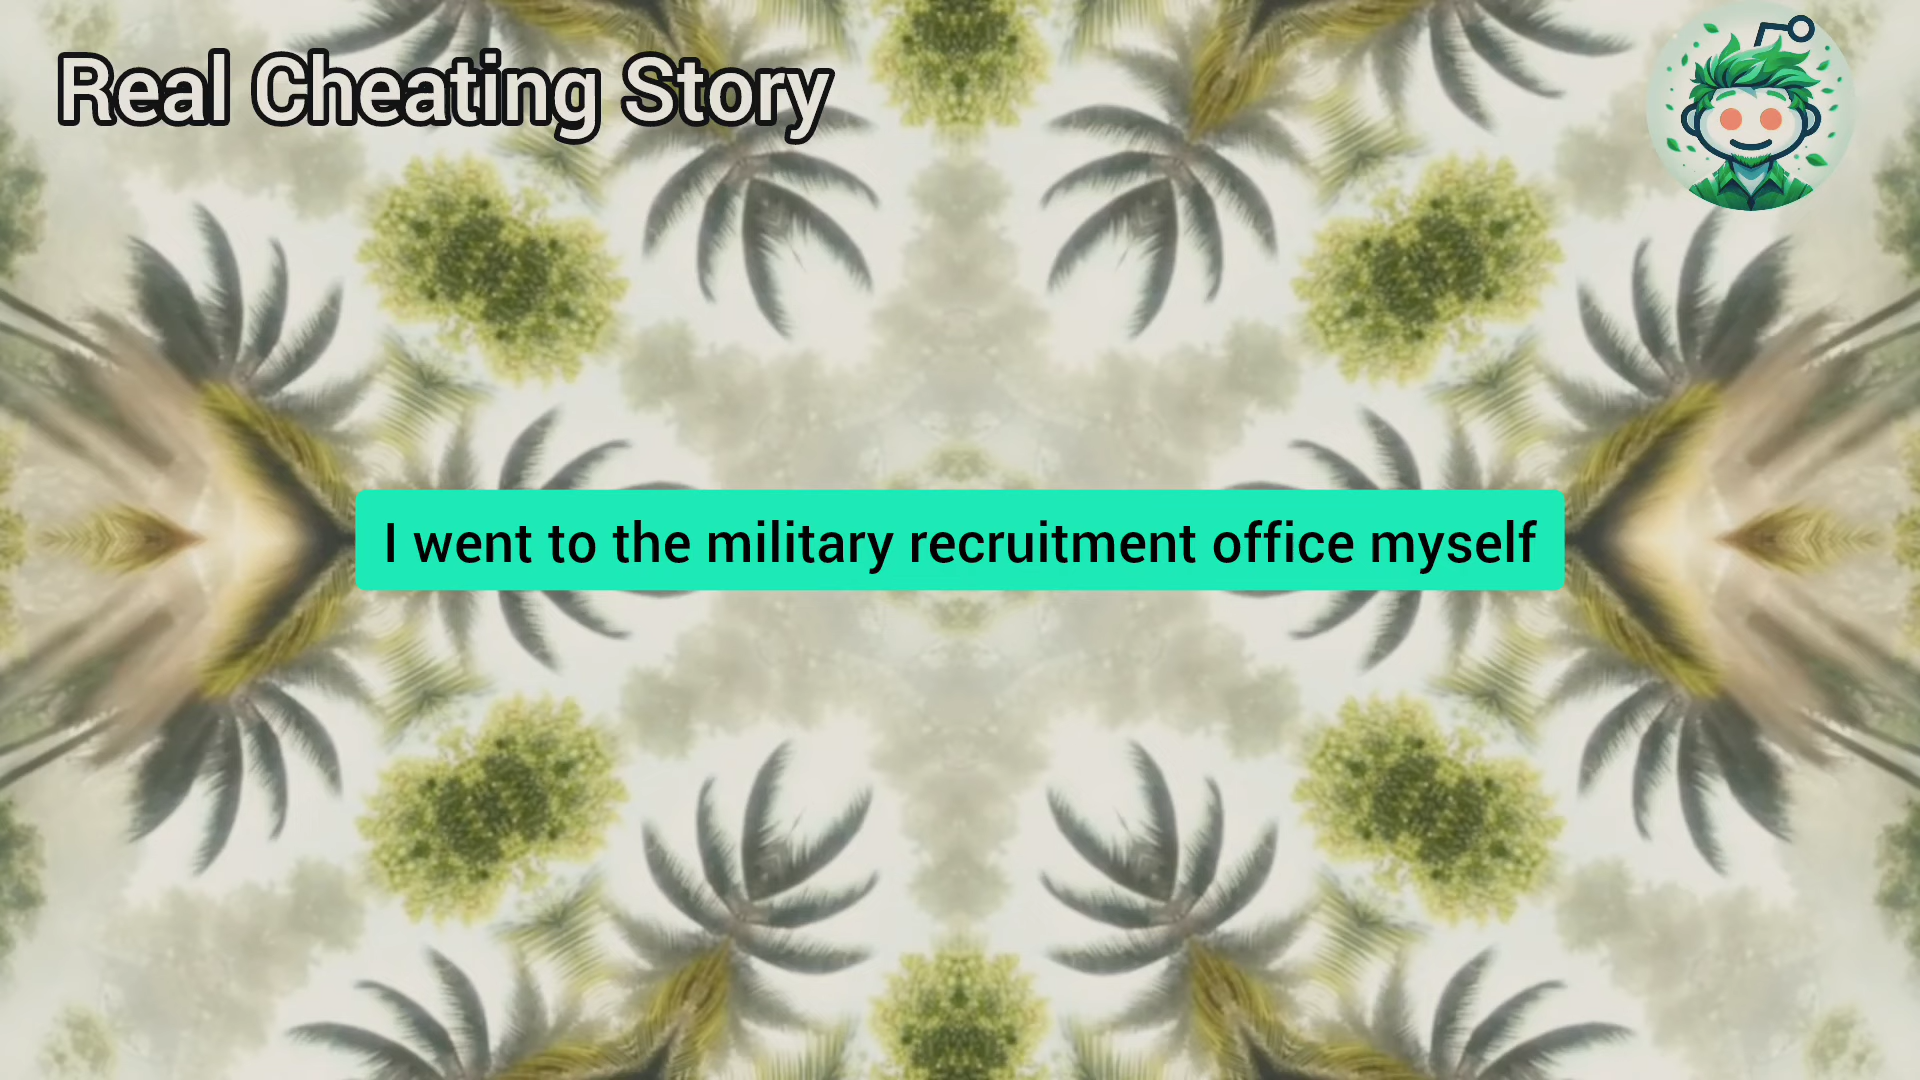 Real Cheating Story
I went to the military recruitment office myself